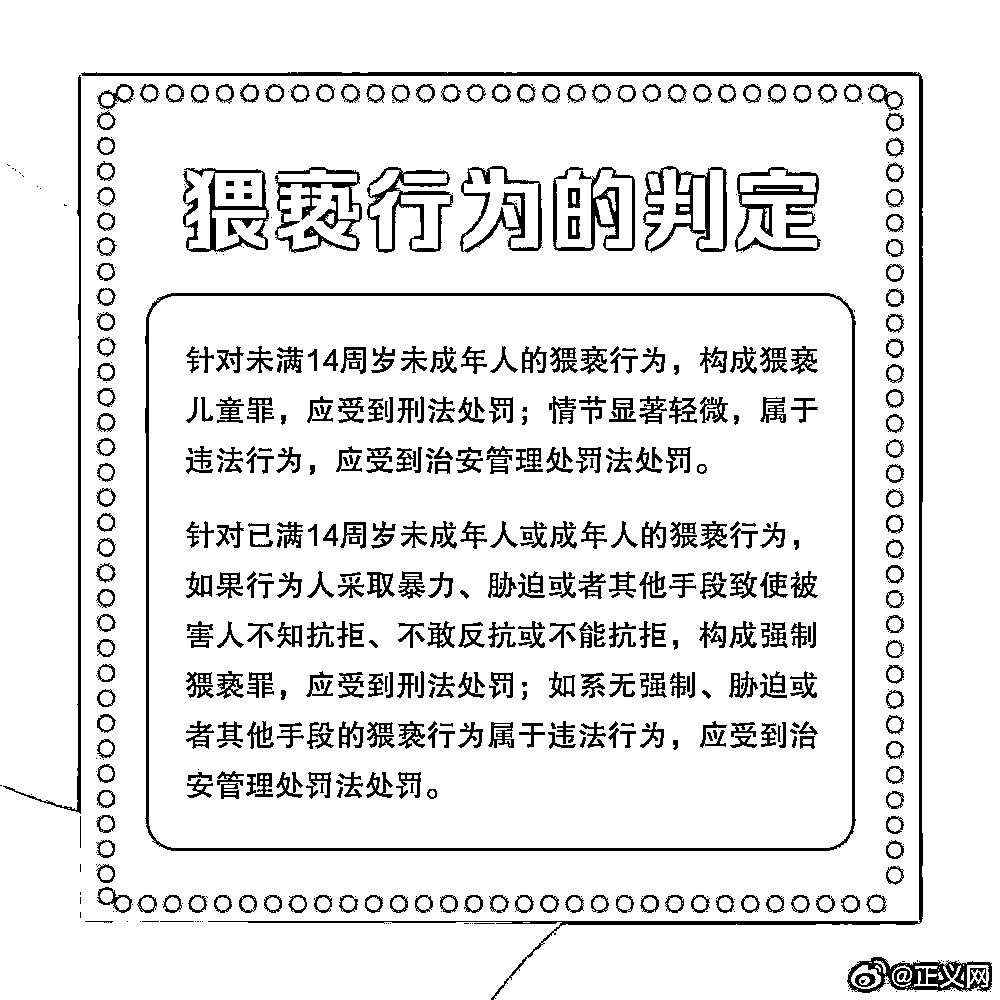 猥亵行为的判定
针对未满14周岁未成年人的猥亵行为，构成猥亵
儿童罪，应受到刑法处罚；情节显著轻微，属于
违法行为，应受到治安管理处罚法处罚。
针对已满14周岁未成年人或成年人的猥亵行为，
如果行为人采取暴力、胁迫或者其他手段致使被
害人不知抗拒、不敢反抗或不能抗拒，构成强制
猥亵罪，应受到刑法处罚；如系无强制、胁迫或
者其他手段的猥亵行为属于违法行为，应受到治
安管理处罚法处罚。
@正义网